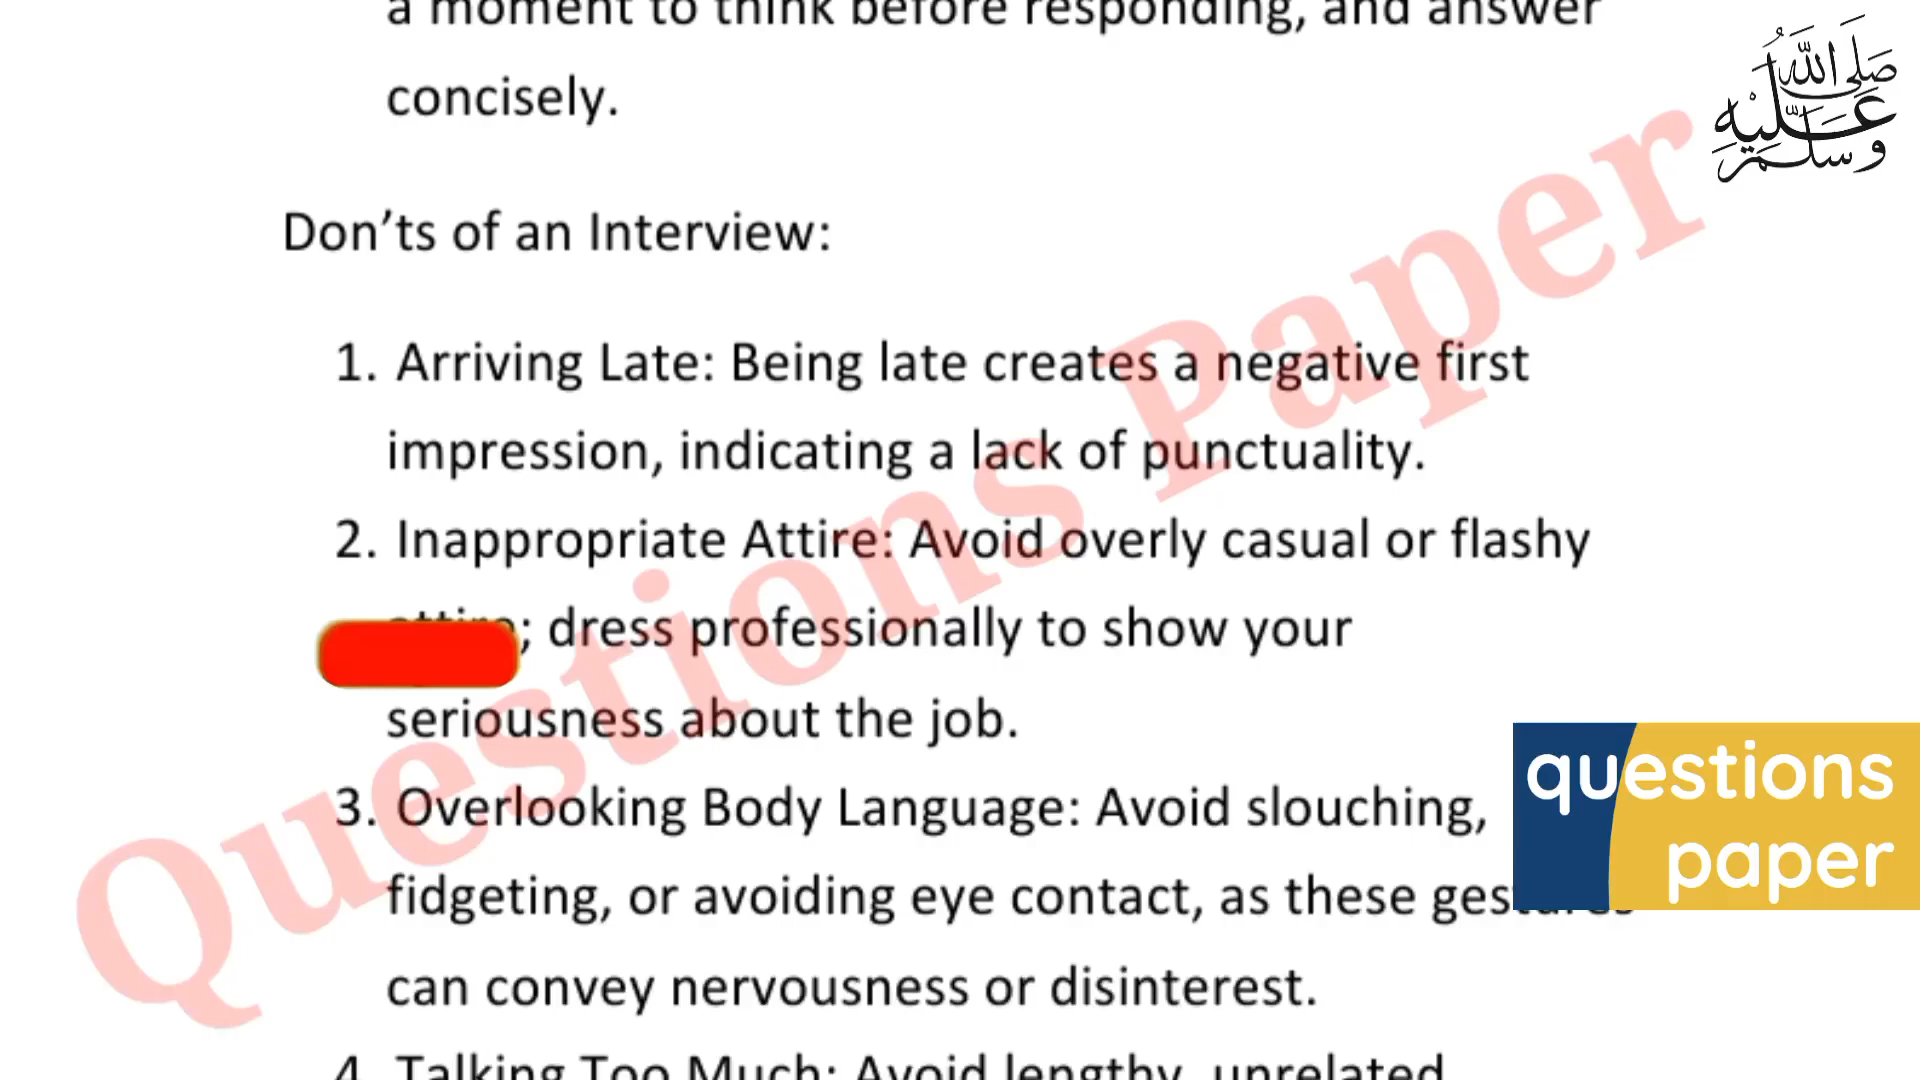 a moment to think before responding, and answer
concisely.
Don’ts of an Interview:
1. Arriving Late: Being late creates a negative first
impression, indicating a lack of punctuality.
2. Inappropriate Attire: Avoid overly casual or flashy
; dress professionally to show your
seriousness about the job.
3. Overlooking Body Language: Avoid slouching,
fidgeting, or avoiding eye contact, as these gestures
can convey nervousness or disinterest.
4. Talking Too Much: Avoid lengthy, unrelated
Questions Paper
صلى الله
عليه
وسلم
questions
paper